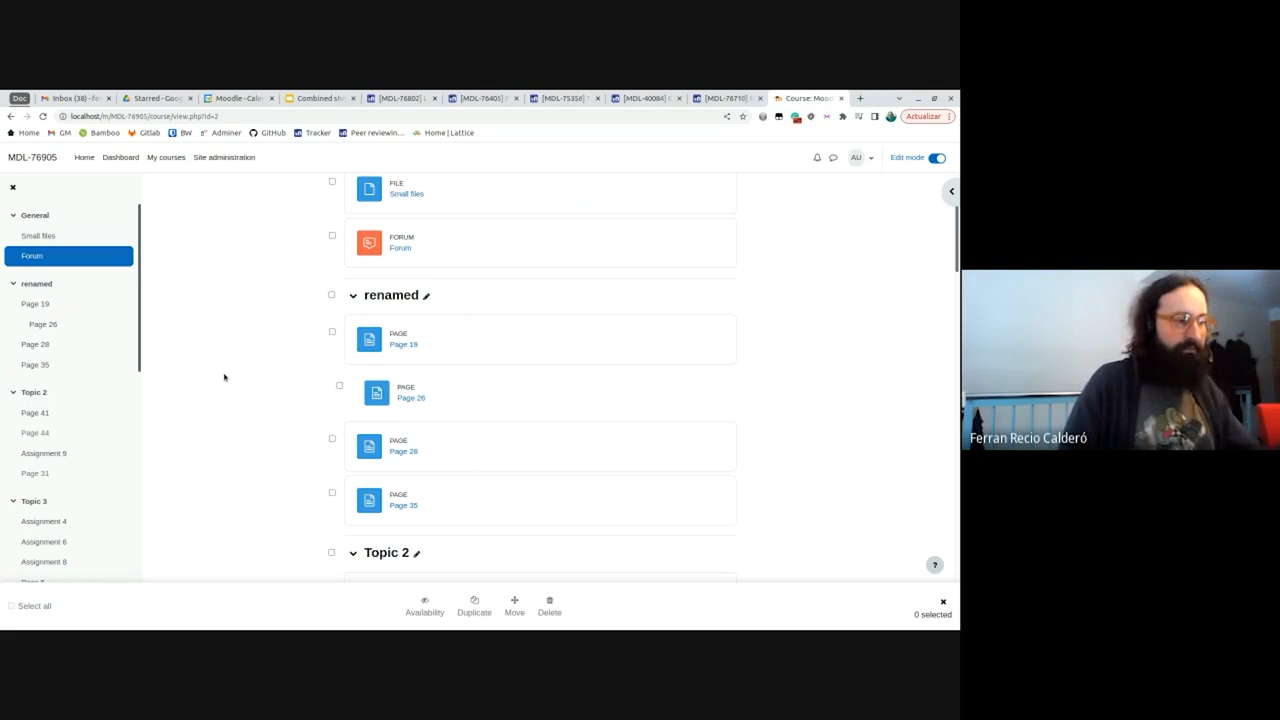 Doc
Inbox (38) - fe
Starred - Goog
Moodle - Caler
Combined sho
[MDL-76802] L
[MDL-76405] P
[MDL-75356] T
[MDL-40084] L
[MDL-76710] I
Course: Mood
localhost/m/MDL-76905/course/view.php?id=2
Actualizar
Home
GM
Bamboo
Gitlab
BW
Adminer
GitHub
Tracker
Peer reviewin...
Home | Lattice
MDL-76905
Home
Dashboard
My courses
Site administration
AU
Edit mode
General
Small files
Forum
renamed
Page 19
Page 26
Page 28
Page 35
Topic 2
Page 41
Page 44
Assignment 9
Page 31
Topic 3
Assignment 4
Assignment 6
Assignment 8
FILE
Small files
FORUM
Forum
renamed
PAGE
Page 19
PAGE
Page 26
PAGE
Page 28
PAGE
Page 35
Topic 2
?
Select all
Availability
Duplicate
Move
Delete
0 selected
Ferran Recio Calderó